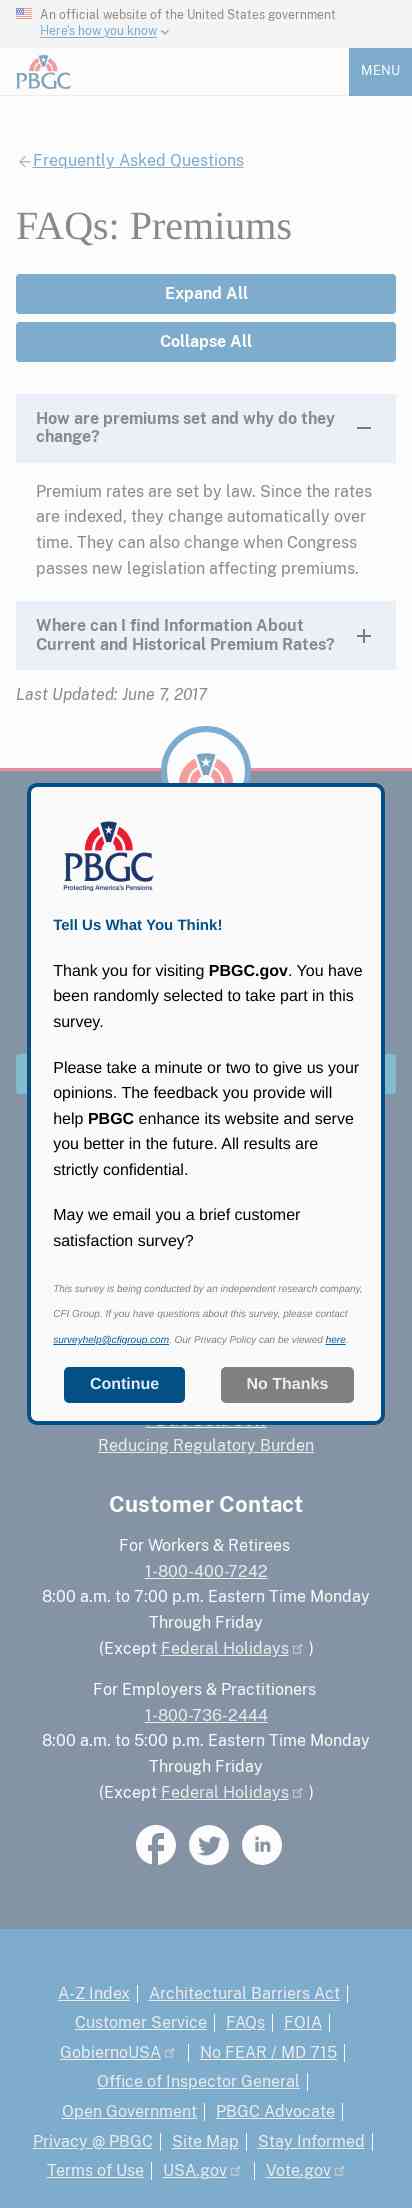 An official website of the United States government
Here's how you know
PBGC
MENU
Frequently Asked Questions
FAQs: Premiums
Expand All
Collapse All
How are premiums set and why do they
change?
Premium rates are set by law. Since the rates
are indexed, they change automatically over
time. They can also change when Congress
passes new legislation affecting premiums.
Where can I find Information About
Current and Historical Premium Rates?
Last Updated: June 7, 2017
PBGC
Protecting America's Pensions
Tell Us What You Think!
Thank you for visiting PBGC.gov. You have
been randomly selected to take part in this
survey.
Please take a minute or two to give us your
opinions. The feedback you provide will
help PBGC enhance its website and serve
you better in the future. All results are
strictly confidential.
May we email you a brief customer
satisfaction survey?
This survey is being conducted by an independent research company,
CFI Group. If you have questions about this survey, please contact
surveyhelp@cfigroup.com. Our Privacy Policy can be viewed here.
Continue
No Thanks
Reducing Regulatory Burden
Customer Contact
For Workers & Retirees
1-800-400-7242
8:00 a.m. to 7:00 p.m. Eastern Time Monday
Through Friday
(Except Federal Holidays )
For Employers & Practitioners
1-800-736-2444
8:00 a.m. to 5:00 p.m. Eastern Time Monday
Through Friday
(Except Federal Holidays )
A-Z Index Architectural Barriers Act
Customer Service FAQs FOIA
GobiernoUSA No FEAR / MD 715
Office of Inspector General
Open Government PBGC Advocate
Privacy @ PBGC Site Map Stay Informed
Terms of Use USA.gov Vote.gov